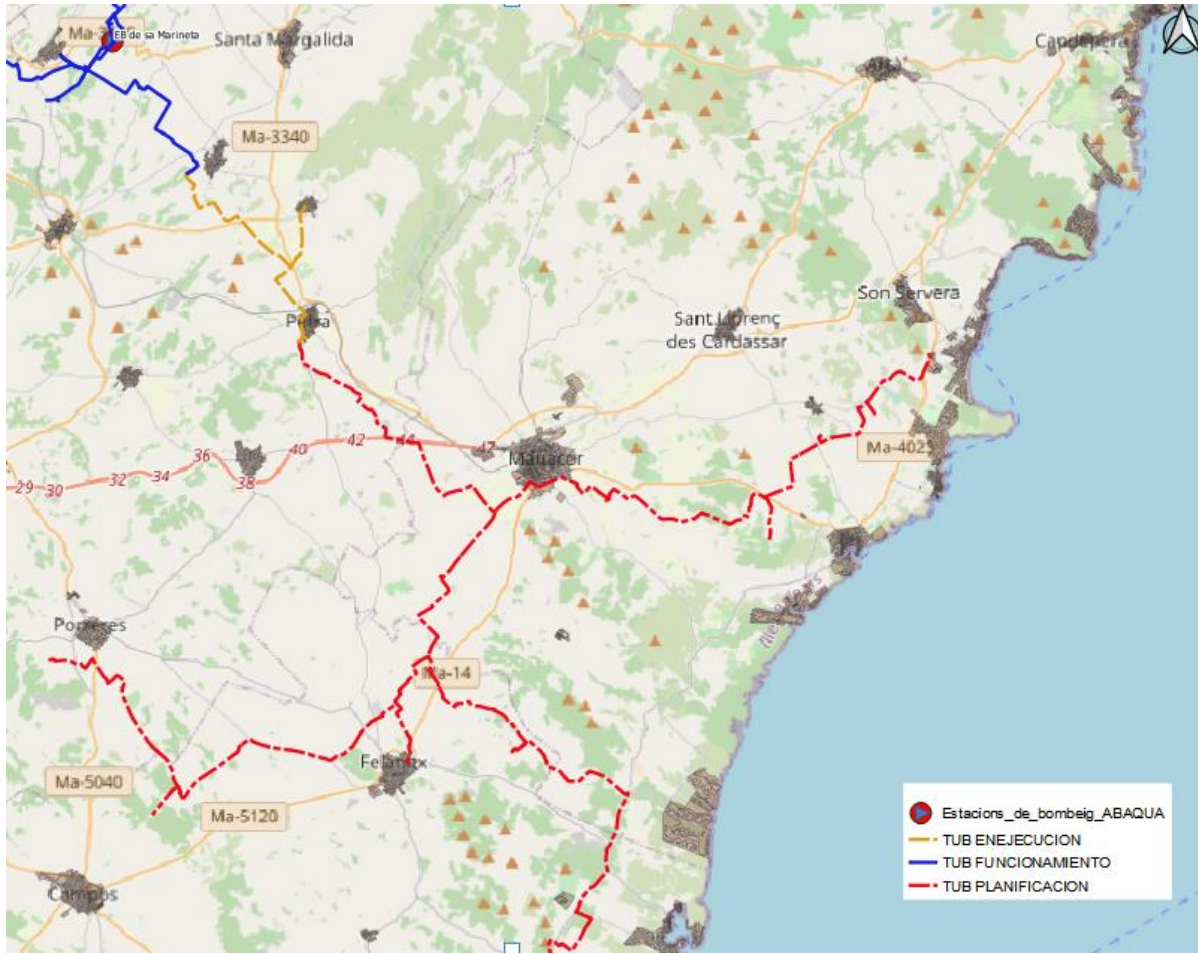 EB de sa Marineta
Santa Margalida
Capdepera
Ma-3340
Son Servera
Petra
Sant Llorenç
des Cardassar
42
44
47
40
36
Manacor
Ma-402
34
32
38
29
30
Porreres
Ma-14
Felanitx
Ma-5040
Ma-5120
Campos
Estacions_de_bombeig_ABAQUA
TUB ENEJECUCION
TUB FUNCIONAMIENTO
TUB PLANIFICACION